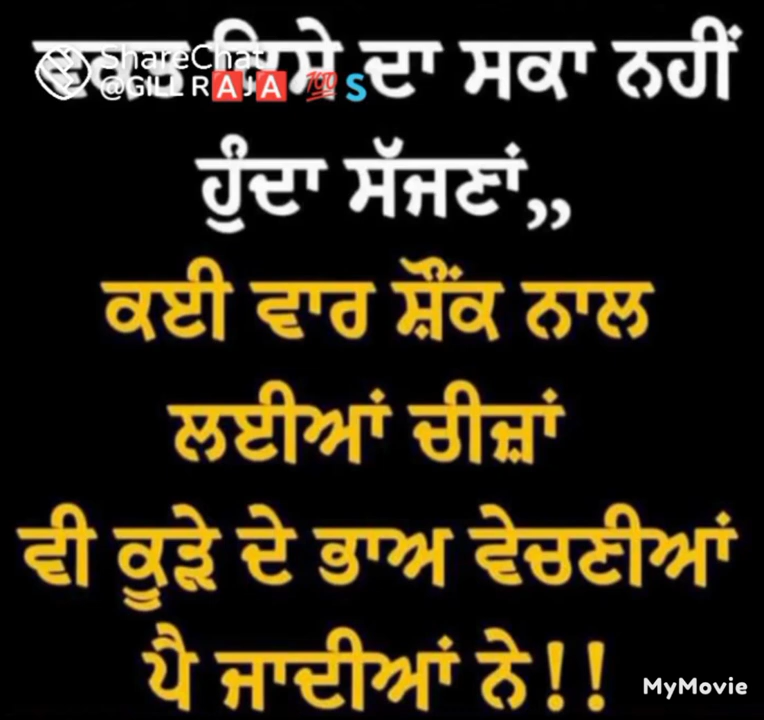 ShareChat
@GILL RAJA 💯 S
ਦਾ ਸਕਾ ਨਹੀਂ
ਹੁੰਦਾ ਸੱਜਣਾਂ,,
ਕਈ ਵਾਰ ਸ਼ੌਂਕ ਨਾਲ
ਲਈਆਂ ਚੀਜ਼ਾਂ
ਵੀ ਕੂੜੇ ਦੇ ਭਾਅ ਵੇਚਣੀਆਂ
ਪੈ ਜਾਦੀਆਂ ਨੇ!!
MyMovie